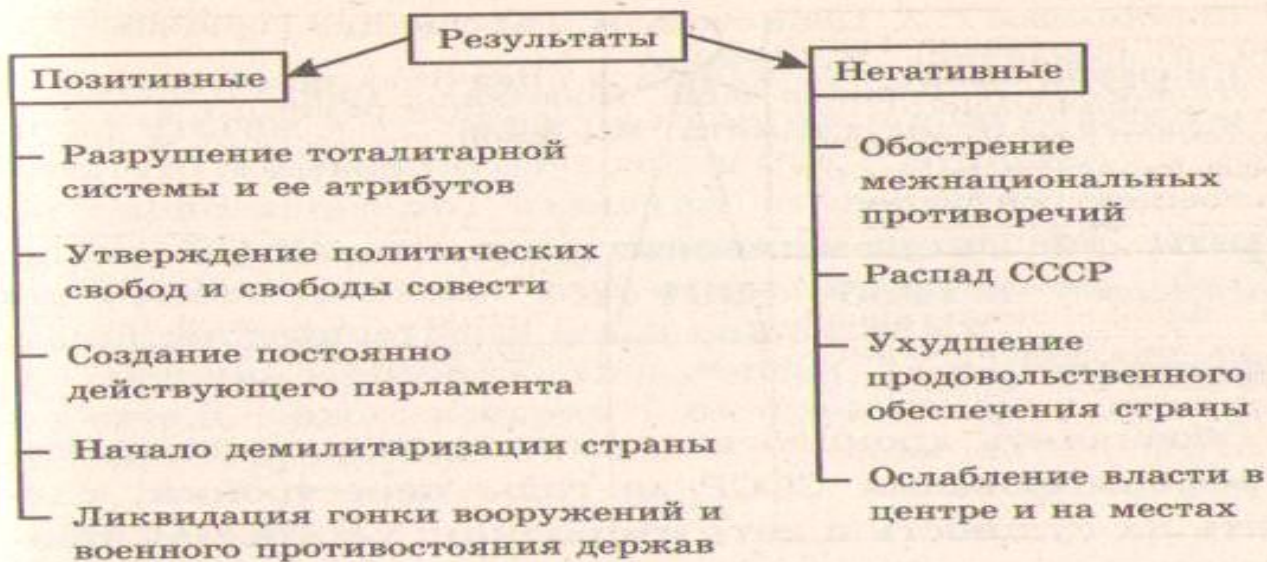 Результаты
Позитивные
Разрушение тоталитарной
системы и ее атрибутов
Утверждение политических
свобод и свободы совести
Создание постоянно
действующего парламента
Начало демилитаризации страны
Ликвидация гонки вооружений и
военного противостояния держав
Негативные
Обострение
межнациональных
противоречий
Распад СССР
Ухудшение
продовольственного
обеспечения страны
Ослабление власти в
центре и на местах